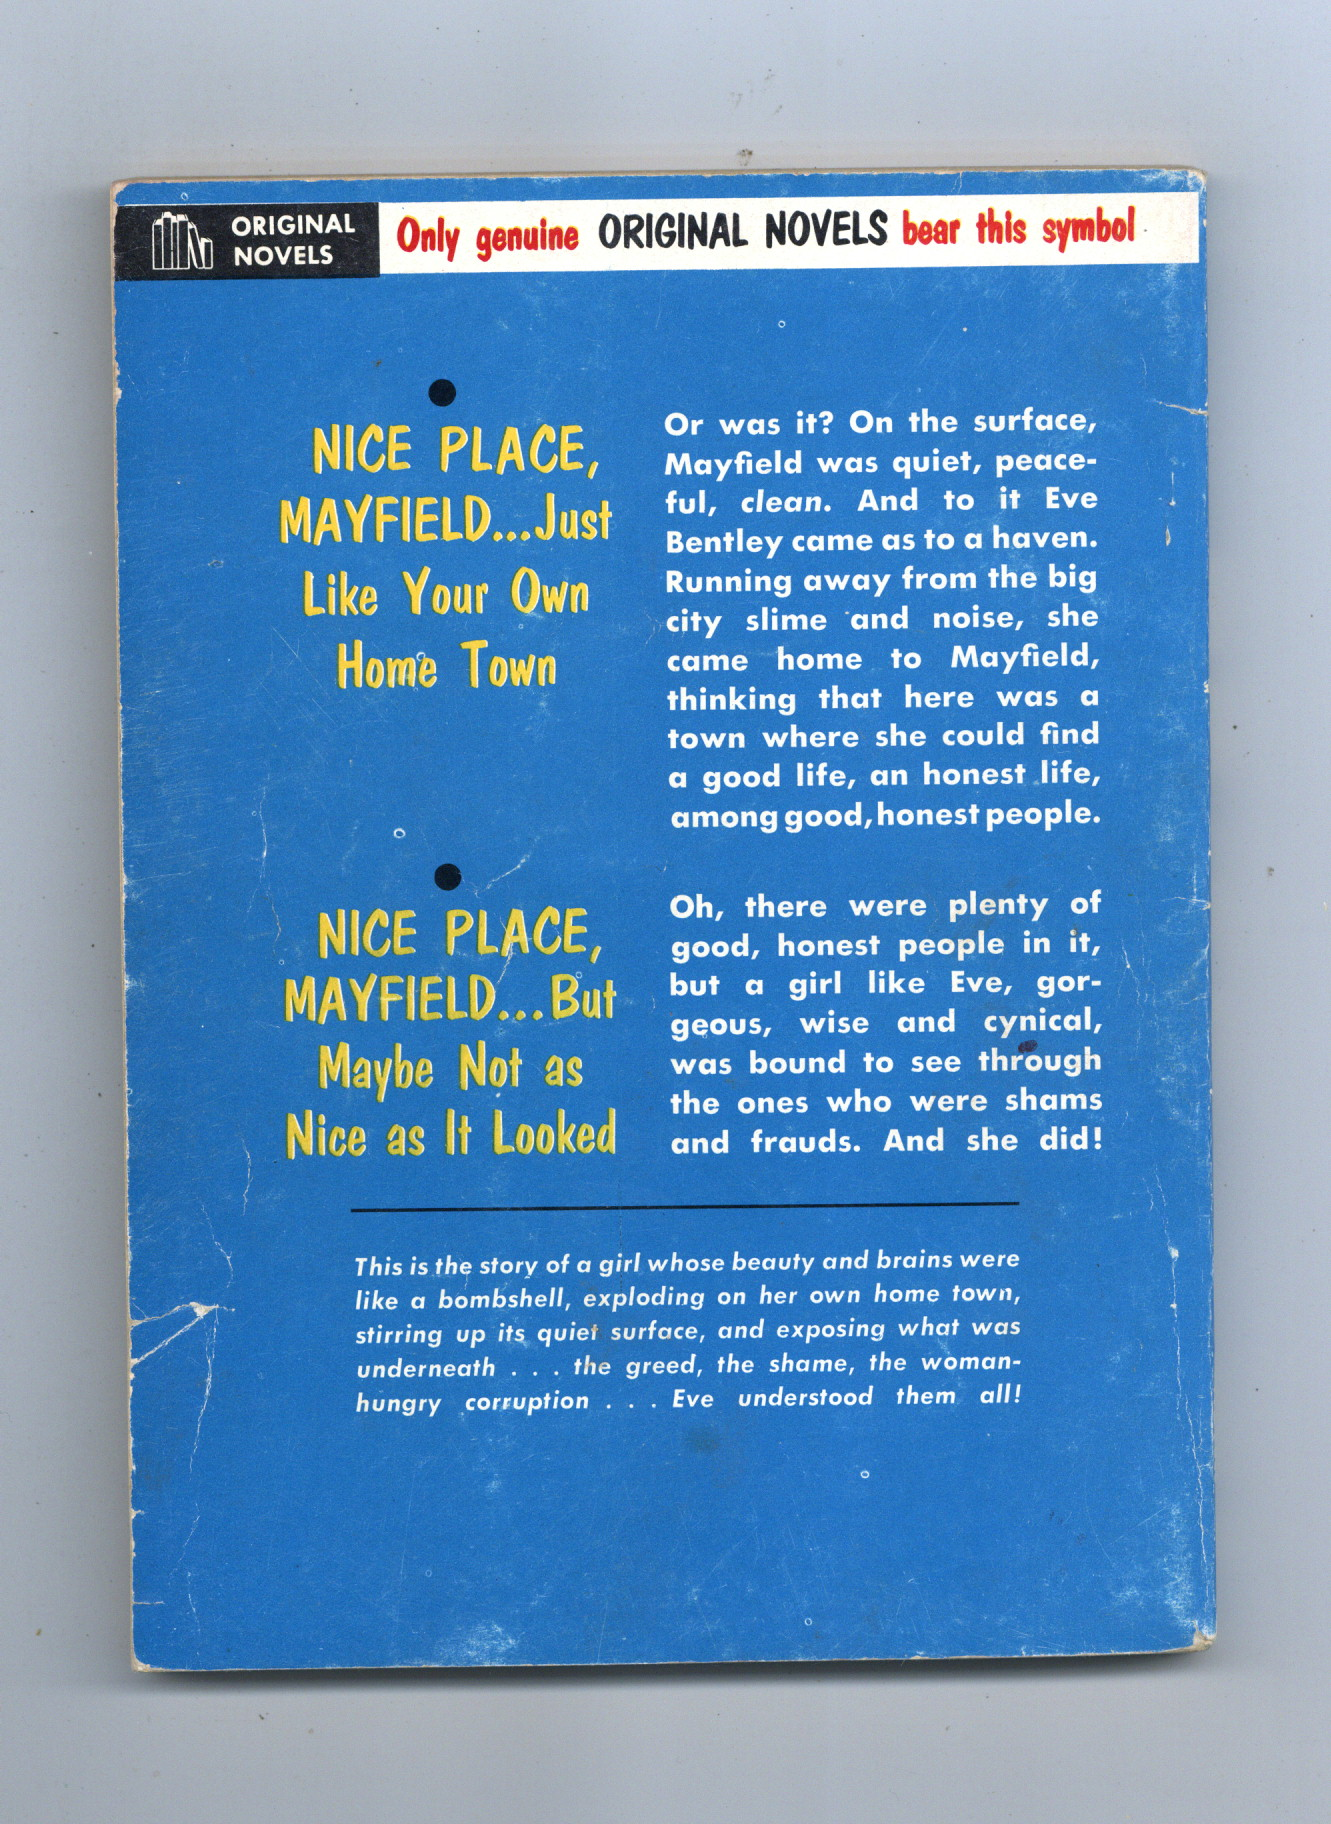 ORIGINAL
NOVELS
Only genuine ORIGINAL NOVELS bear this symbol
NICE PLACE,
MAYFIELD...Just
Like Your Own
Home Town
Or was it? On the surface,
Mayfield was quiet, peace-
ful, clean. And to it Eve
Bentley came as to a haven.
Running away from the big
city slime and noise, she
came home to Mayfield,
thinking that here was a
town where she could find
a good life, an honest life,
among good, honest people.
NICE PLACE,
MAYFIELD...But
Maybe Not as
Nice as It Looked
Oh, there were plenty of
good, honest people in it,
but a girl like Eve, gor-
geous, wise and cynical,
was bound to see through
the ones who were shams
and frauds. And she did!
This is the story of a girl whose beauty and brains were
like a bombshell, exploding on her own home town,
stirring up its quiet surface, and exposing what was
underneath . . . the greed, the shame, the woman-
hungry corruption . . . Eve understood them all!